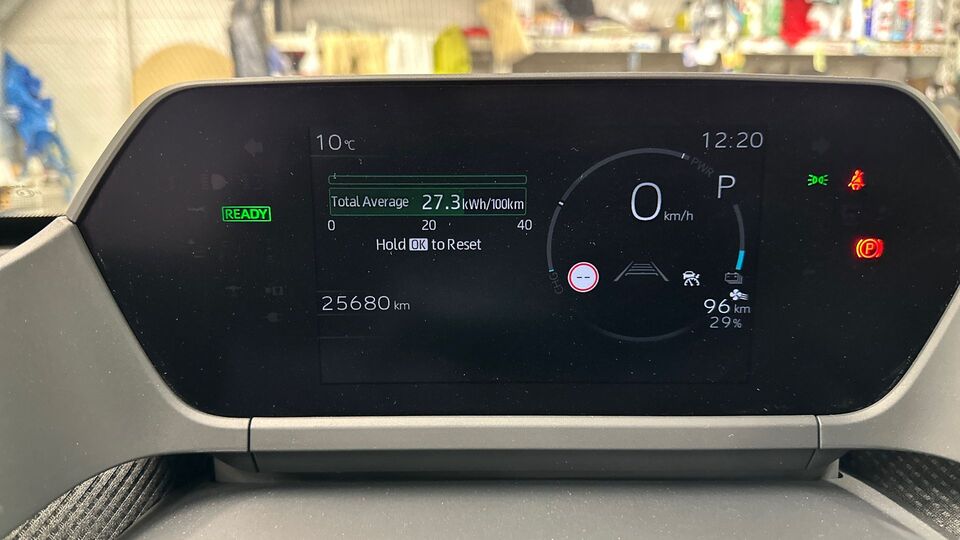 10℃
12:20
PWR
READY
Total Average 27.3 kWh/100km
0 20 40
Hold OK to Reset
P
0 km/h
CHG
--
25680 km
96 km
29%
P